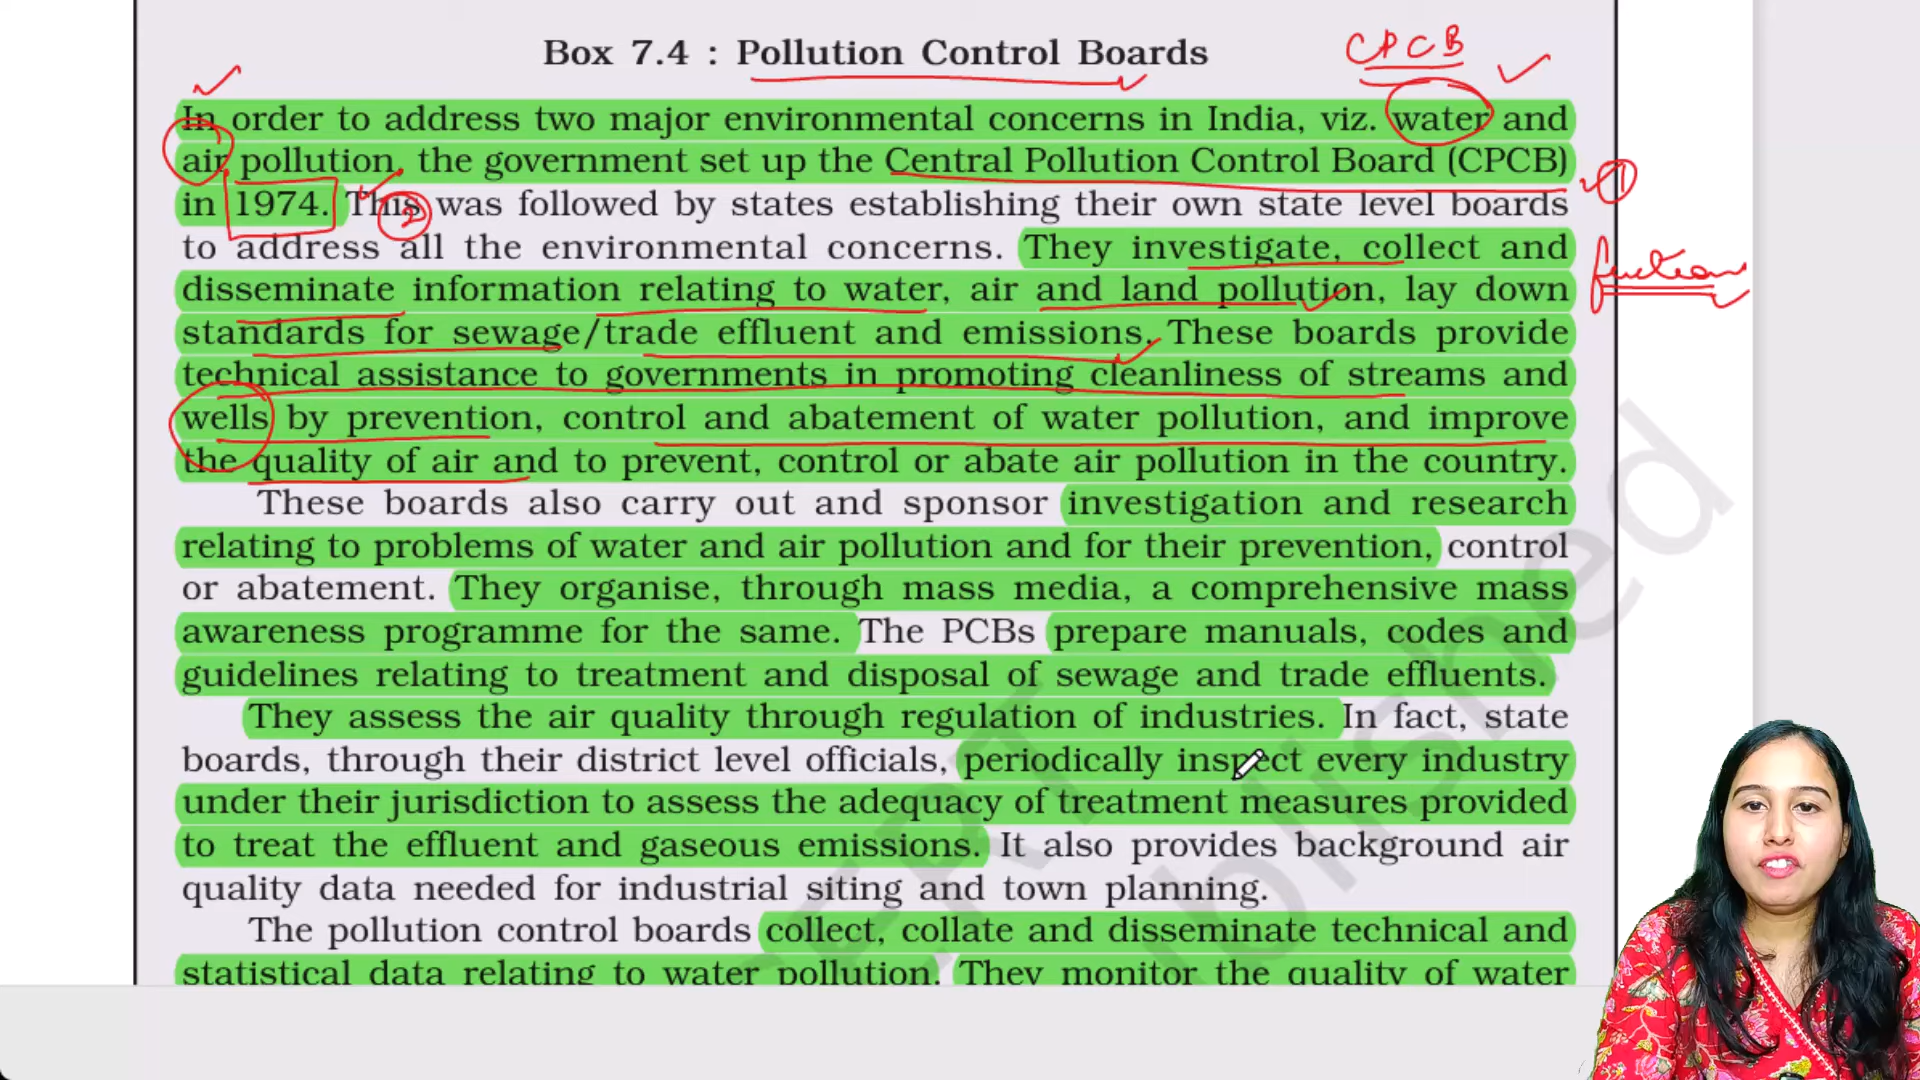 Box 7.4 : Pollution Control Boards
CPCB
In order to address two major environmental concerns in India, viz. water and
air pollution, the government set up the Central Pollution Control Board (CPCB)
1
in 1974. This was followed by states establishing their own state level boards
2
to address all the environmental concerns. They investigate, collect and
disseminate information relating to water, air and land pollution, lay down
functions
standards for sewage/trade effluent and emissions. These boards provide
technical assistance to governments in promoting cleanliness of streams and
wells by prevention, control and abatement of water pollution, and improve
the quality of air and to prevent, control or abate air pollution in the country.
These boards also carry out and sponsor investigation and research
relating to problems of water and air pollution and for their prevention, control
or abatement. They organise, through mass media, a comprehensive mass
awareness programme for the same. The PCBs prepare manuals, codes and
guidelines relating to treatment and disposal of sewage and trade effluents.
They assess the air quality through regulation of industries. In fact, state
boards, through their district level officials, periodically inspect every industry
under their jurisdiction to assess the adequacy of treatment measures provided
to treat the effluent and gaseous emissions. It also provides background air
quality data needed for industrial siting and town planning.
The pollution control boards collect, collate and disseminate technical and
statistical data relating to water pollution. They monitor the quality of water